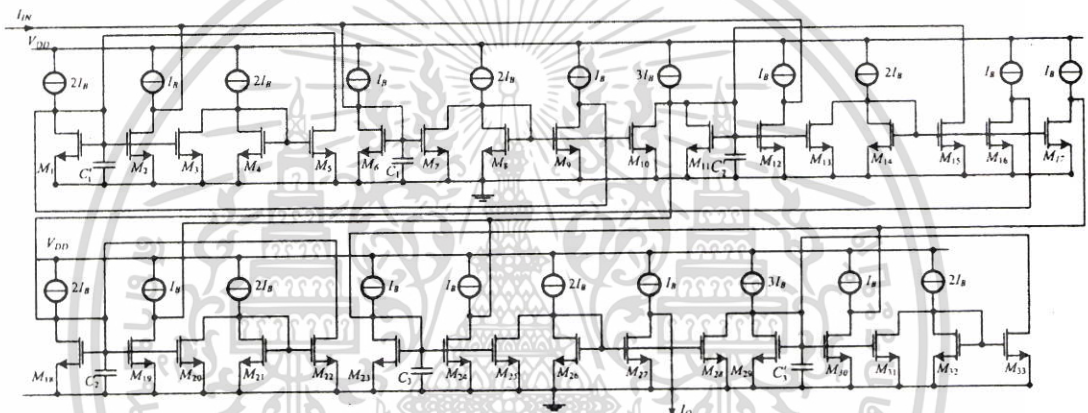 I_IN
V_DD
2I_B I_B 2I_B I_B 2I_B I_B 3I_B I_B 2I_B I_B I_B
M_1 C_1 M_2 M_3 M_4 M_5 M_6 C'_1 M_7 M_8 M_9 M_10 M_11 C'_2 M_12 M_13 M_14 M_15 M_16 M_17
V_DD
2I_B I_B 2I_B I_B I_B 2I_B I_B 3I_B I_B 2I_B
M_18 C_2 M_19 M_20 M_21 M_22 M_23 C_3 M_24 M_25 M_26 M_27 M_28 M_29 C'_3 M_30 M_31 M_32 M_33
I_O